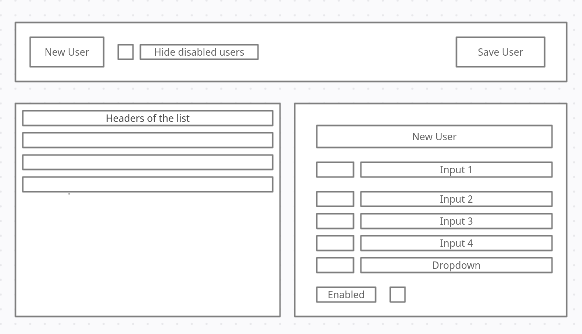 New User
Hide disabled users
Save User
Headers of the list
New User
Input 1
Input 2
Input 3
Input 4
Dropdown
Enabled